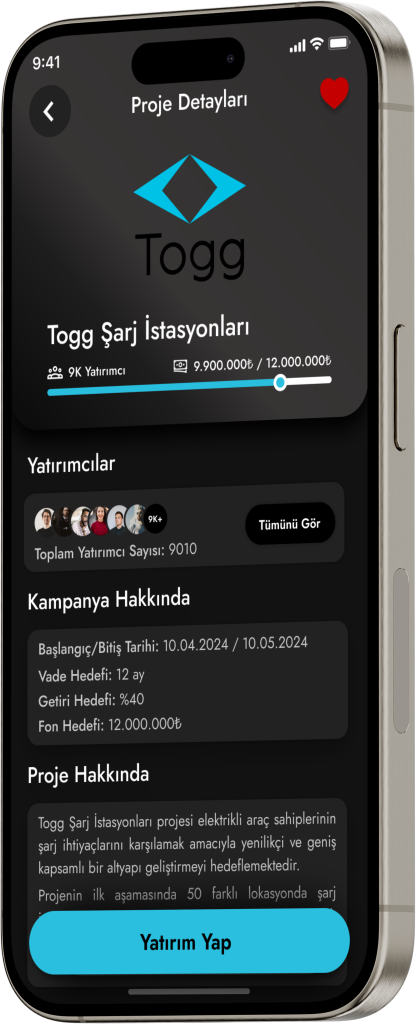 9:41
Proje Detayları
Togg
Togg Şarj İstasyonları
9K Yatırımcı 9.900.000₺ / 12.000.000₺
Yatırımcılar
9K+
Tümünü Gör
Toplam Yatırımcı Sayısı: 9010
Kampanya Hakkında
Başlangıç/Bitiş Tarihi: 10.04.2024 / 10.05.2024
Vade Hedefi: 12 ay
Getiri Hedefi: %40
Fon Hedefi: 12.000.000₺
Proje Hakkında
Togg Şarj İstasyonları projesi elektrikli araç sahiplerinin
şarj ihtiyaçlarını karşılamak amacıyla yenilikçi ve geniş
kapsamlı bir altyapı geliştirmeyi hedeflemektedir.
Projenin ilk aşamasında 50 farklı lokasyonda şarj
Yatırım Yap